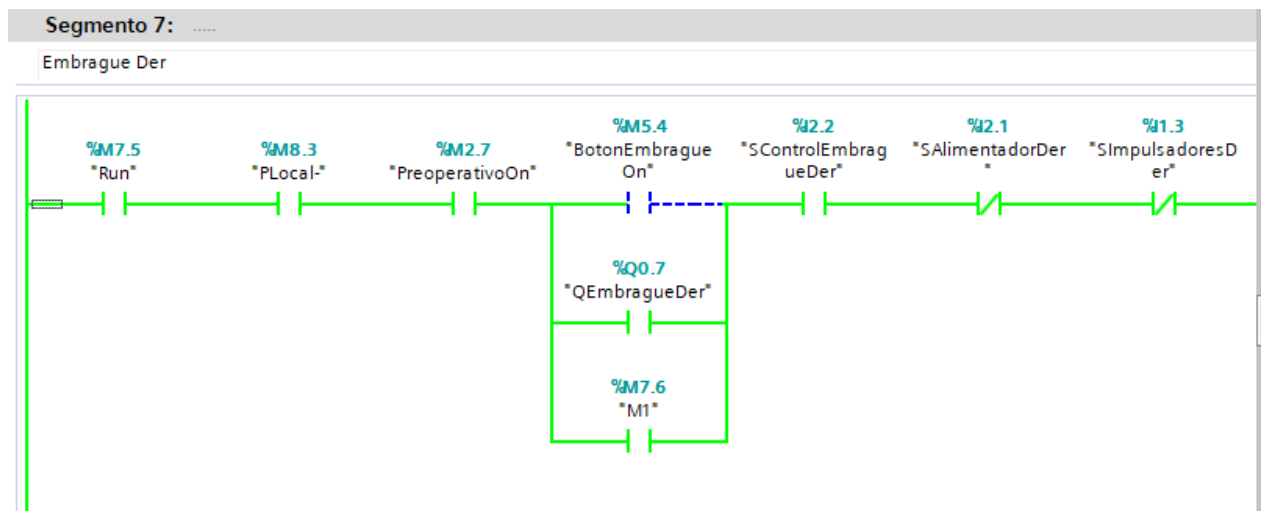 Segmento 7: .....
Embrague Der
%M7.5
"Run"
%M8.3
"PLocal-"
%M2.7
"PreoperativoOn"
%M5.4
"BotonEmbrague
On"
%I2.2
"SControlEmbrag
ueDer"
%I2.1
"SAlimentadorDer
"
%I1.3
"SImpulsadoresD
er"
%Q0.7
"QEmbragueDer"
%M7.6
"M1"